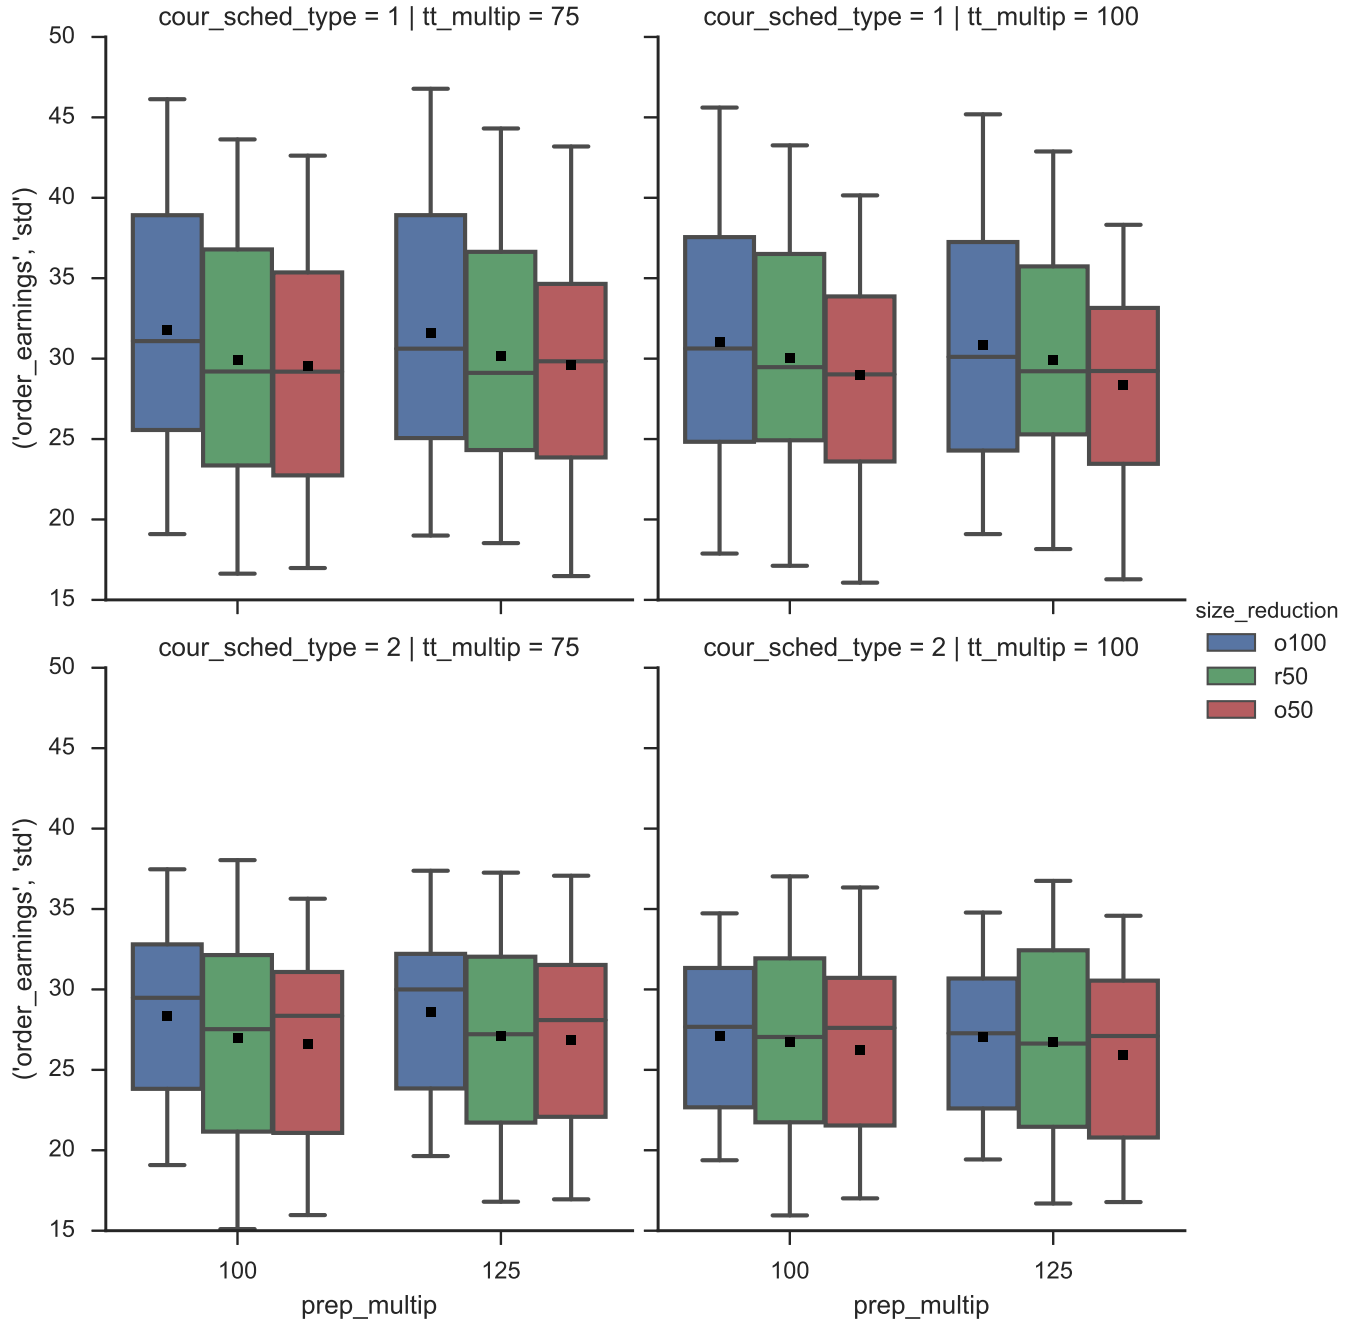 cour_sched_type = 1 | tt_multip = 75
cour_sched_type = 1 | tt_multip = 100
50
45
40
35
30
25
20
15
('order_earnings', 'std')
size_reduction
o100
r50
o50
cour_sched_type = 2 | tt_multip = 75
cour_sched_type = 2 | tt_multip = 100
50
45
40
35
30
25
20
15
('order_earnings', 'std')
100
125
100
125
prep_multip
prep_multip